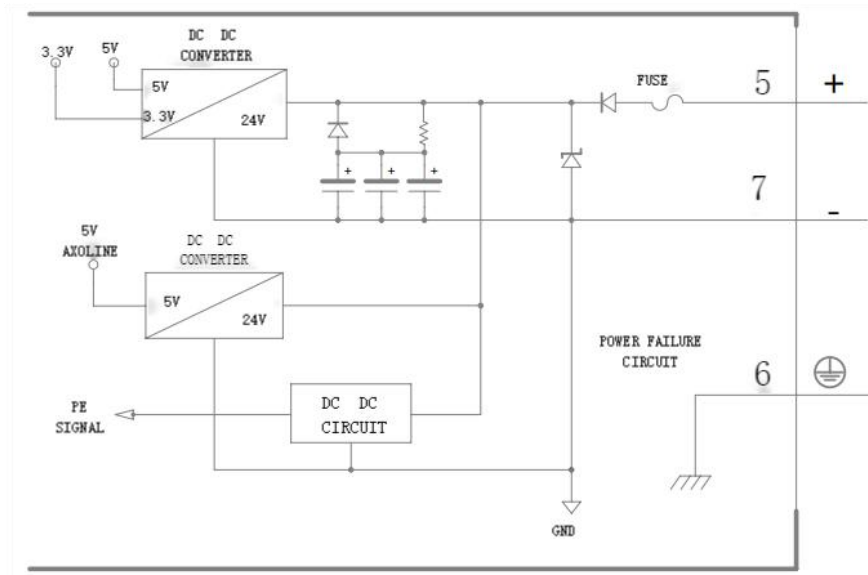 DC DC
CONVERTER
3.3V
5V
5V
3.3V
24V
+
+
+
FUSE
5
+
7
-
5V
AXOLINE
DC DC
CONVERTER
5V
24V
POWER FAILURE
CIRCUIT
6
PE
SIGNAL
DC DC
CIRCUIT
GND